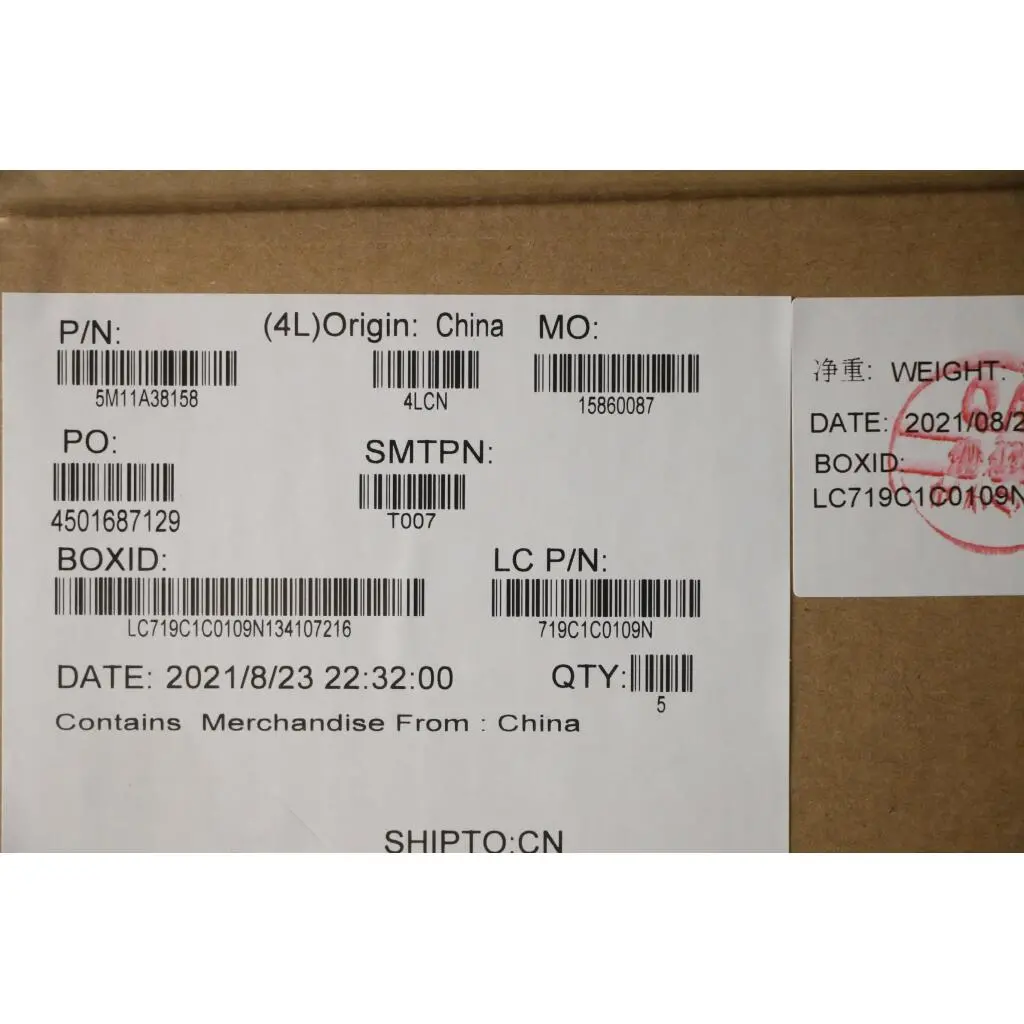 P/N:
(4L)Origin: China
MO:
5M11A38158
4LCN
15860087
PO:
SMTPN:
4501687129
T007
BOXID:
LC P/N:
LC719C1C0109N134107216
719C1C0109N
DATE: 2021/8/23 22:32:00
QTY:
5
Contains Merchandise From : China
SHIPTO:CN
净重: WEIGHT:
DATE: 2021/08/2
BOXID:
LC719C1C0109N